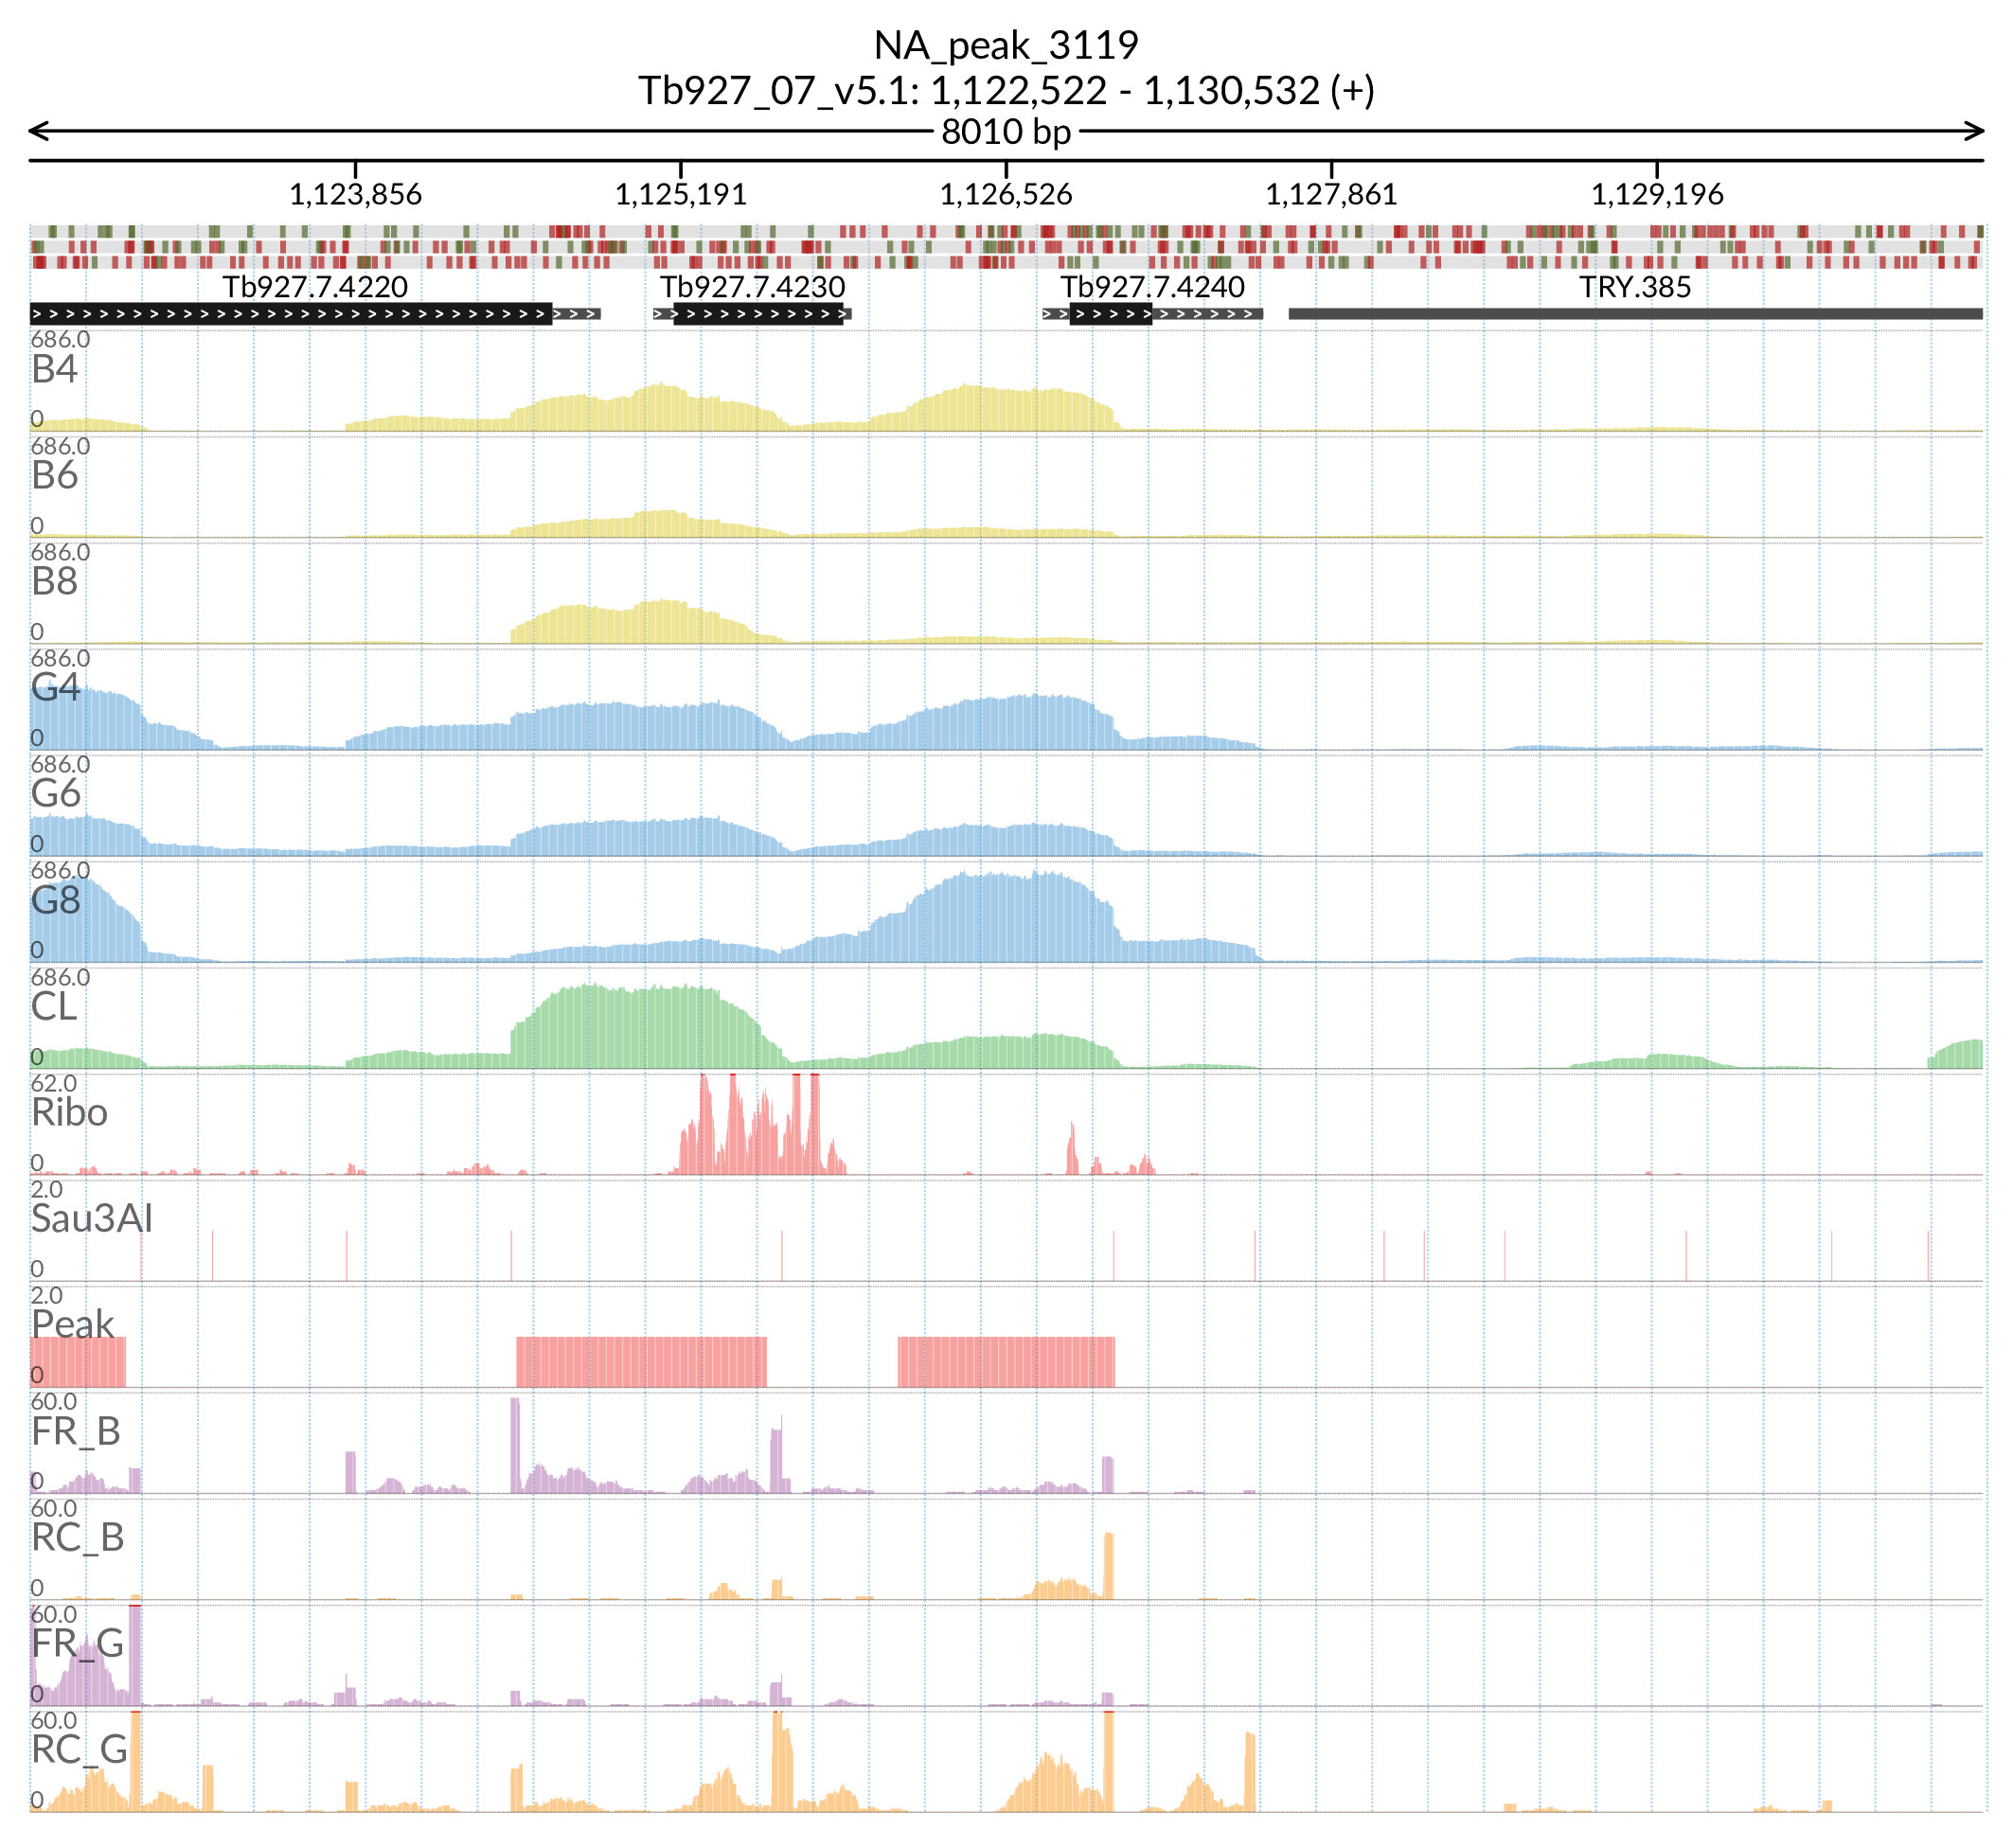 NA_peak_3119
Tb927_07_v5.1: 1,122,522 - 1,130,532 (+)
8010 bp
1,123,856 1,125,191 1,126,526 1,127,861 1,129,196
Tb927.7.4220 Tb927.7.4230 Tb927.7.4240 TRY.385
686.0
B4
0
686.0
B6
0
686.0
B8
0
686.0
G4
0
686.0
G6
0
686.0
G8
0
686.0
CL
0
62.0
Ribo
0
2.0
Sau3AI
0
2.0
Peak
0
60.0
FR_B
0
60.0
RC_B
0
60.0
FR_G
0
60.0
RC_G
0